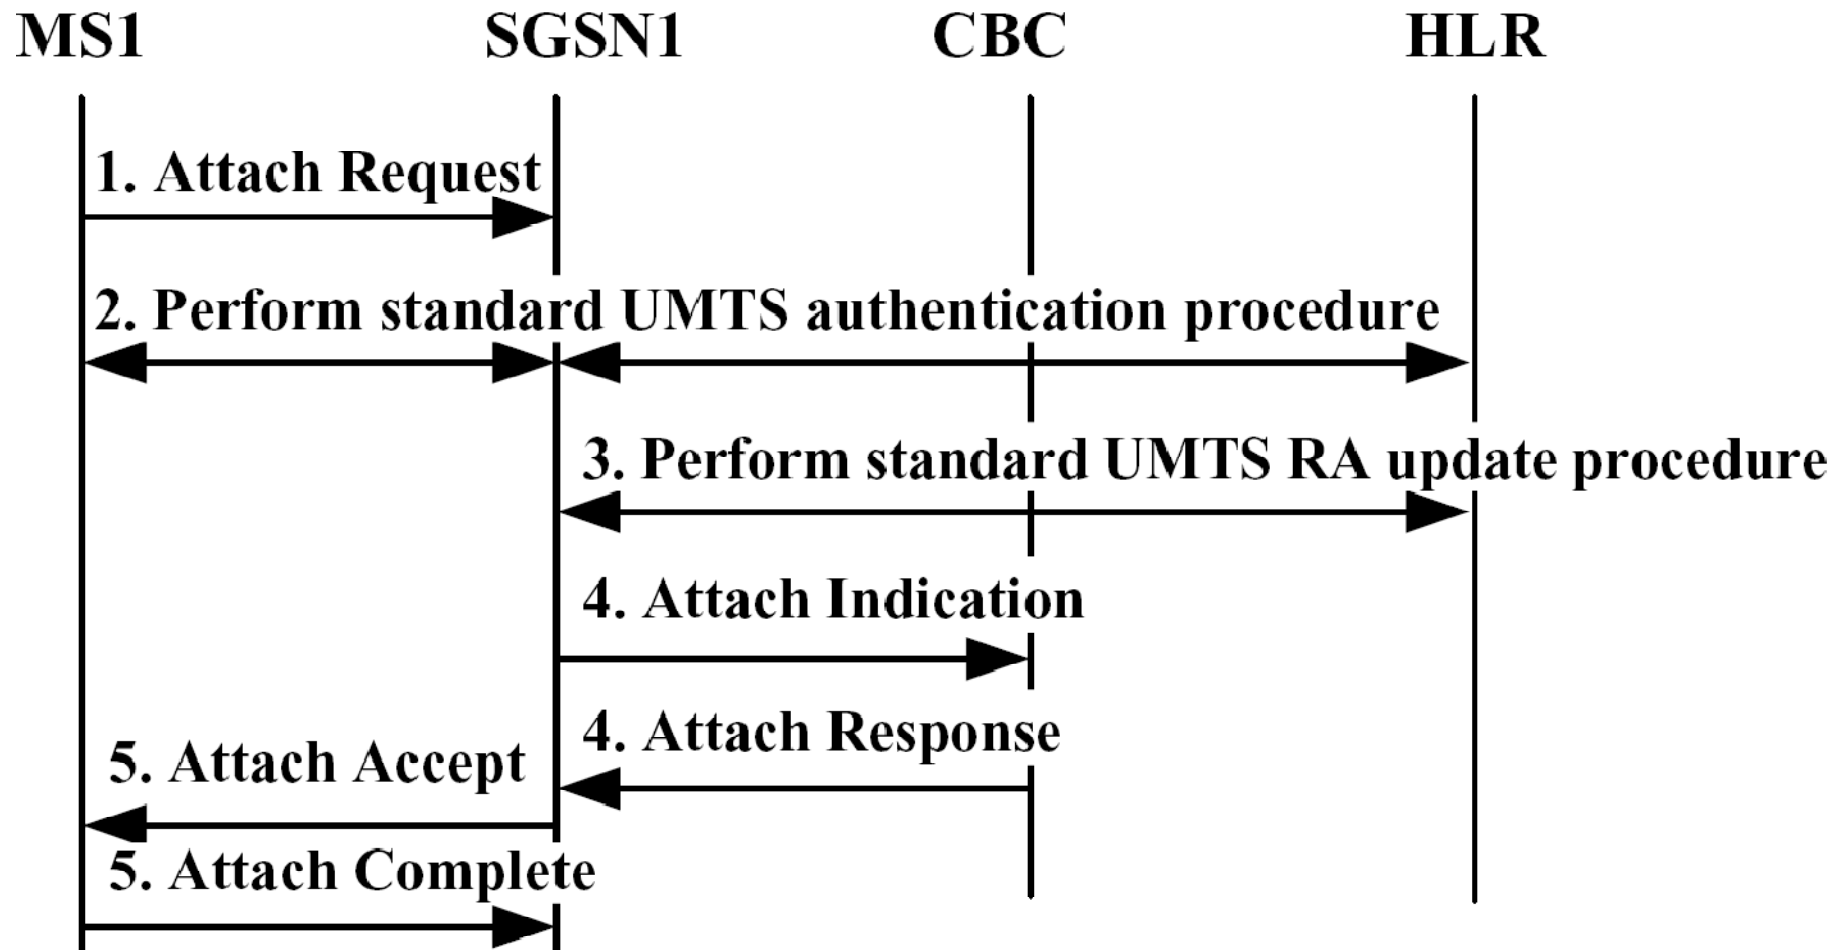 MS1 SGSN1 CBC HLR
1. Attach Request
2. Perform standard UMTS authentication procedure
3. Perform standard UMTS RA update procedure
4. Attach Indication
4. Attach Response
5. Attach Accept
5. Attach Complete